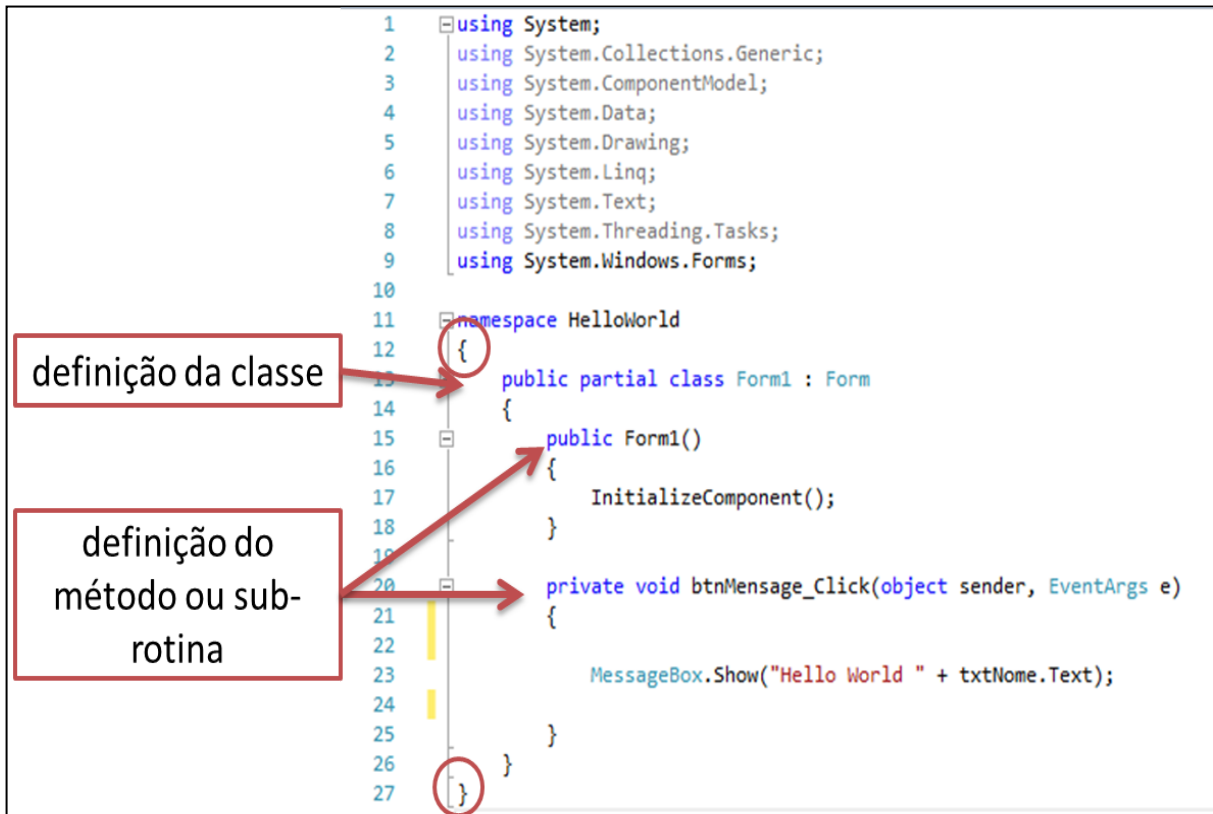 1 using System;
2 using System.Collections.Generic;
3 using System.ComponentModel;
4 using System.Data;
5 using System.Drawing;
6 using System.Linq;
7 using System.Text;
8 using System.Threading.Tasks;
9 using System.Windows.Forms;
10
11 namespace HelloWorld
12 {
definição da classe
13 public partial class Form1 : Form
14 {
15 public Form1()
16 {
17 InitializeComponent();
18 }
19
definição do
método ou sub-
rotina
20 private void btnMensage_Click(object sender, EventArgs e)
21 {
22
23 MessageBox.Show("Hello World " + txtNome.Text);
24
25 }
26 }
27 }